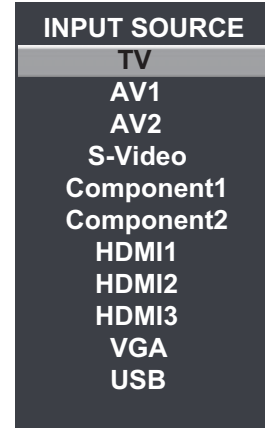 INPUT SOURCE
TV
AV1
AV2
S-Video
Component1
Component2
HDMI1
HDMI2
HDMI3
VGA
USB